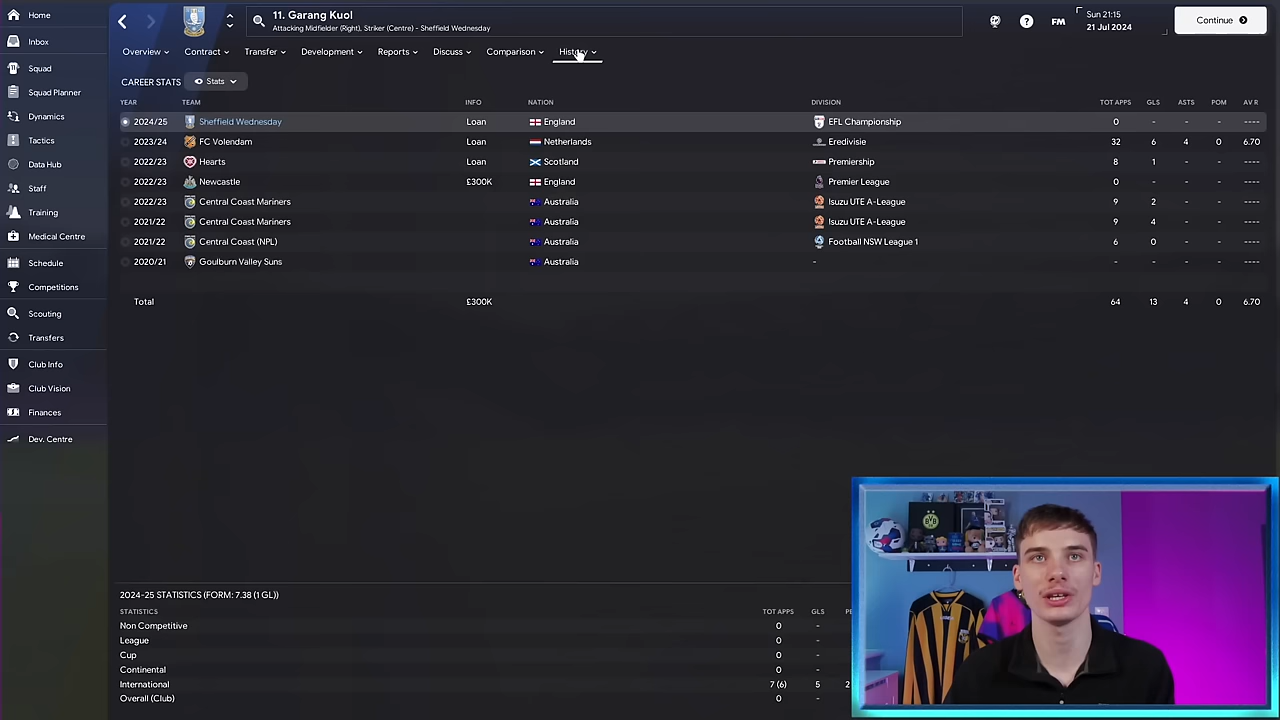 Home
11. Garang Kuol
Attacking Midfielder (Right), Striker (Centre) - Sheffield Wednesday
FM
Sun 21:15
21 Jul 2024
Continue
Inbox
Overview Contract Transfer Development Reports Discuss Comparison History
Squad
Squad Planner
Dynamics
Tactics
Data Hub
Staff
Training
Medical Centre
Schedule
Competitions
Scouting
Transfers
Club Info
Club Vision
Finances
Dev. Centre
CAREER STATS Stats
YEAR TEAM INFO NATION DIVISION TOT APPS GLS ASTS POM AV R
2024/25 Sheffield Wednesday Loan England EFL Championship 0 - - - ----
2023/24 FC Volendam Loan Netherlands Eredivisie 32 6 4 0 6.70
2022/23 Hearts Loan Scotland Premiership 8 1 - - ----
2022/23 Newcastle £300K England Premier League 0 - - - ----
2022/23 Central Coast Mariners Australia Isuzu UTE A-League 9 2 - - ----
2021/22 Central Coast Mariners Australia Isuzu UTE A-League 9 4 - - ----
2021/22 Central Coast (NPL) Australia Football NSW League 1 6 0 - - ----
2020/21 Goulburn Valley Suns Australia - - - - - ----
Total £300K 64 13 4 0 6.70
2024-25 STATISTICS (FORM: 7.38 (1 GL))
STATISTICS TOT APPS GLS
Non Competitive 0 -
League 0 -
Cup 0 -
Continental 0 -
International 7 (6) 5 2
Overall (Club) 0 -
BVB
09